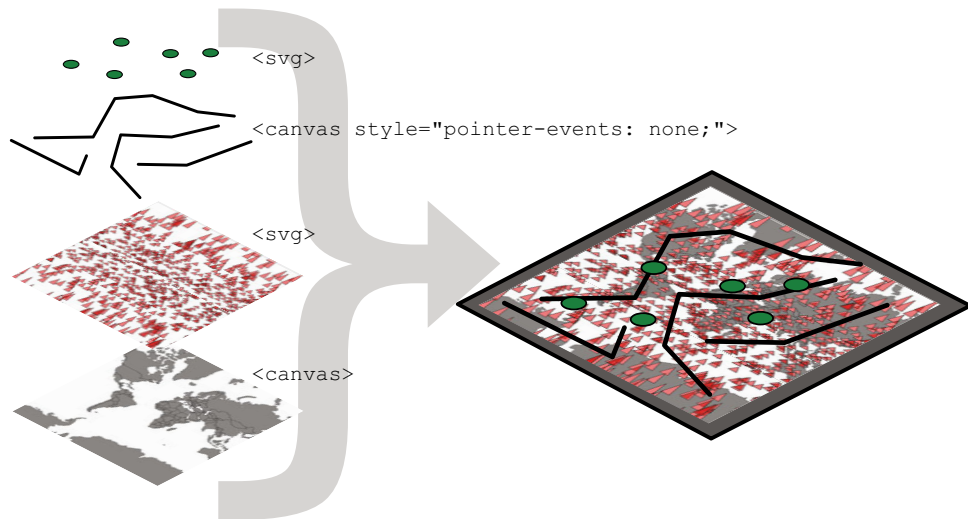 <svg>
<canvas style="pointer-events: none;">
<svg>
<canvas>